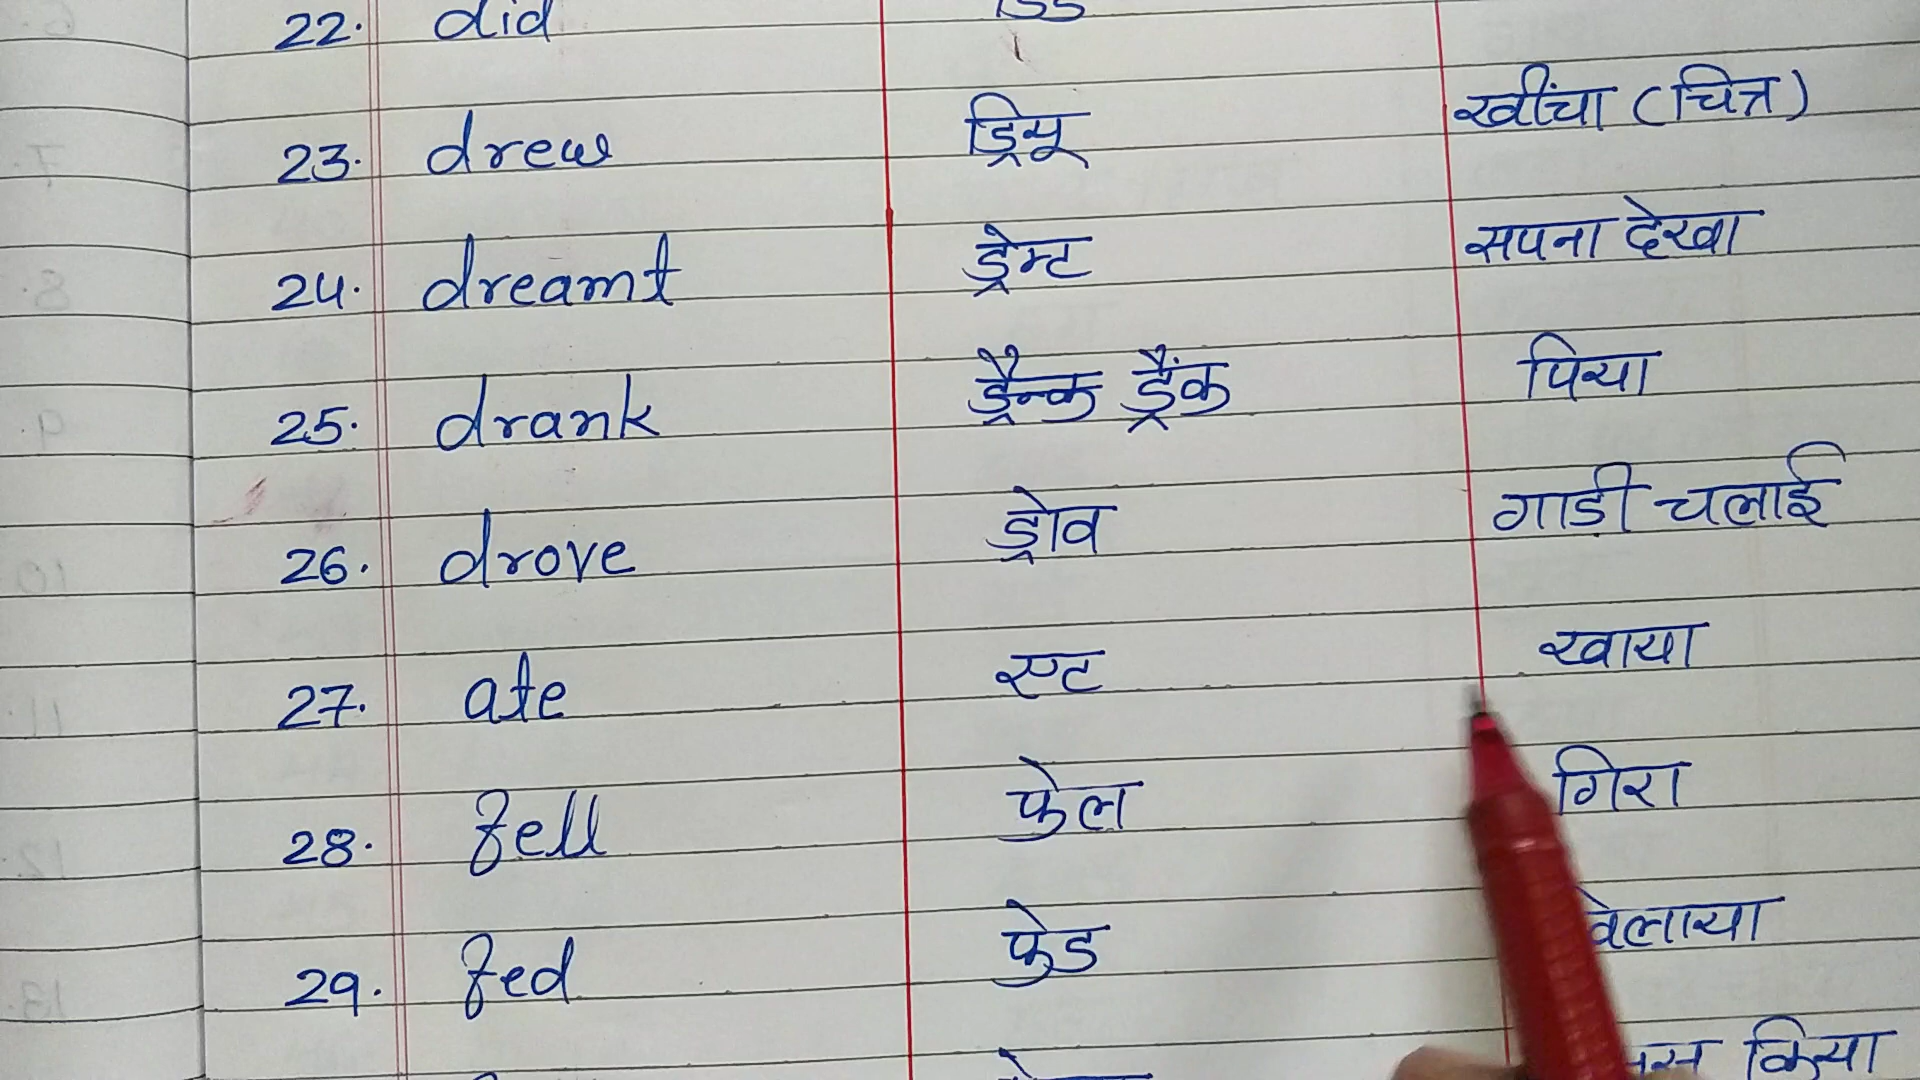 22. did डिड
23. drew ड्रियू खींचा (चित्र)
24. dreamt ड्रेम्ट सपना देखा
25. drank ड्रैन्क ड्रैंक पिया
26. drove ड्रोव गाड़ी चलाई
27. ate एट खाया
28. fell फेल गिरा
29. fed फेड
किया